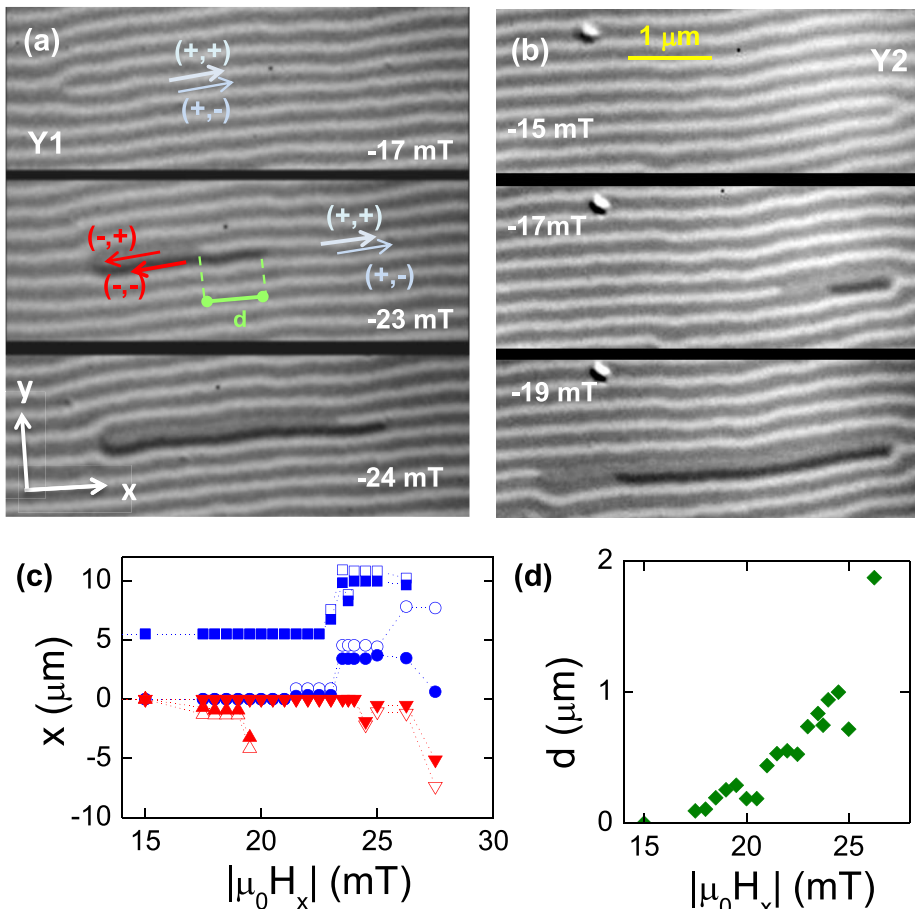 (a)
(+,+)
(+,-)
Y1
-17 mT
(-,+)
(-,-)
(+,+)
(+,-)
d
-23 mT
y
x
-24 mT
(b)
1 μm
Y2
-15 mT
-17mT
-19 mT
(c)
10
5
0
-5
-10
x (μm)
15 20 25 30
|μ₀Hₓ| (mT)
(d)
2
1
0
d (μm)
15 20 25
|μ₀Hₓ| (mT)